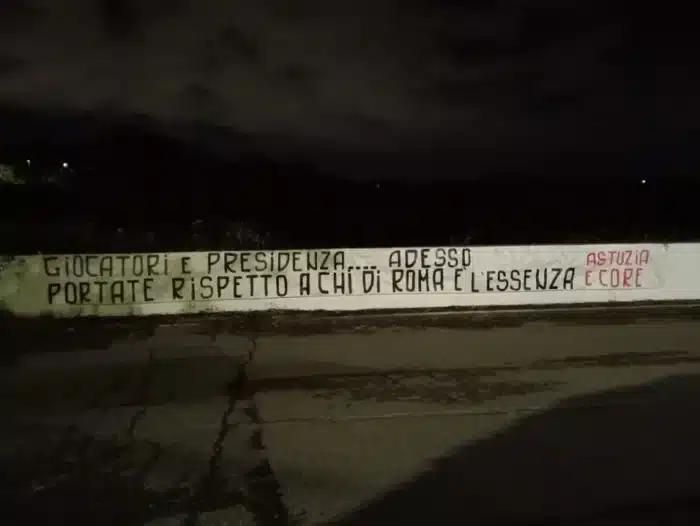 GIOCATORI E PRESIDENZA.... ADESSO
PORTATE RISPETTO A CHI DI ROMA È L'ESSENZA
ASTUZIA
E CORE